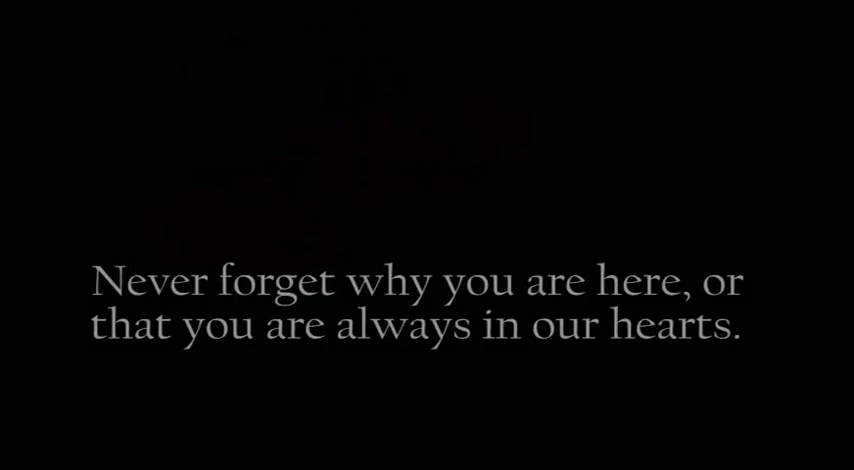 Never forget why you are here, or
that you are always in our hearts.